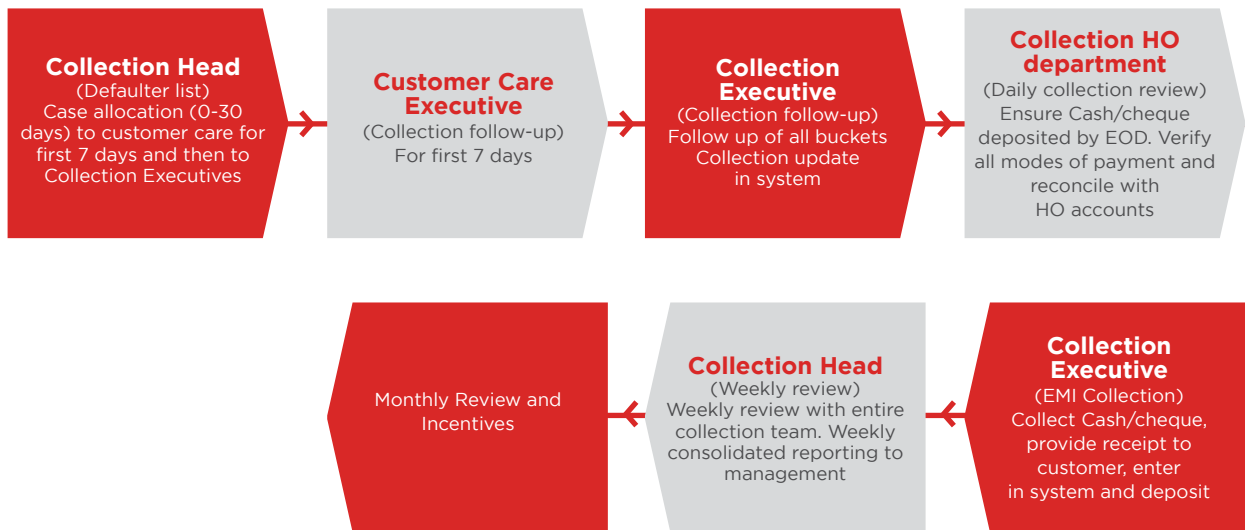 Collection Head
(Defaulter list)
Case allocation (0-30
days) to customer care for
first 7 days and then to
Collection Executives
Customer Care
Executive
(Collection follow-up)
For first 7 days
Collection
Executive
(Collection follow-up)
Follow up of all buckets
Collection update
in system
Collection HO
department
(Daily collection review)
Ensure Cash/cheque
deposited by EOD. Verify
all modes of payment and
reconcile with
HO accounts
Collection
Executive
(EMI Collection)
Collect Cash/cheque,
provide receipt to
customer, enter
in system and deposit
Collection Head
(Weekly review)
Weekly review with entire
collection team. Weekly
consolidated reporting to
management
Monthly Review and
Incentives